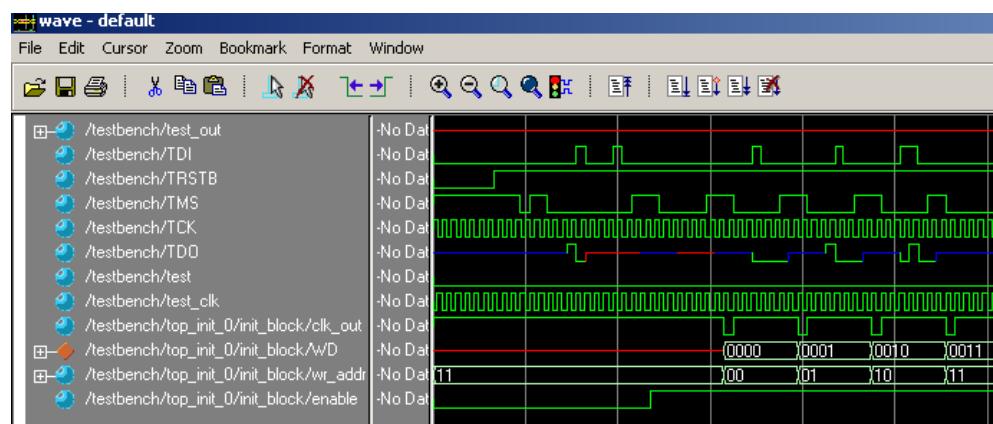 wave - default
File Edit Cursor Zoom Bookmark Format Window
/testbench/test_out -No Dat
/testbench/TDI -No Dat
/testbench/TRSTB -No Dat
/testbench/TMS -No Dat
/testbench/TCK -No Dat
/testbench/TDO -No Dat
/testbench/test -No Dat
/testbench/test_clk -No Dat
/testbench/top_init_0/init_block/clk_out -No Dat
/testbench/top_init_0/init_block/WD -No Dat 0000 0001 0010 0011
/testbench/top_init_0/init_block/wr_addr -No Dat 11 00 01 10 11
/testbench/top_init_0/init_block/enable -No Dat